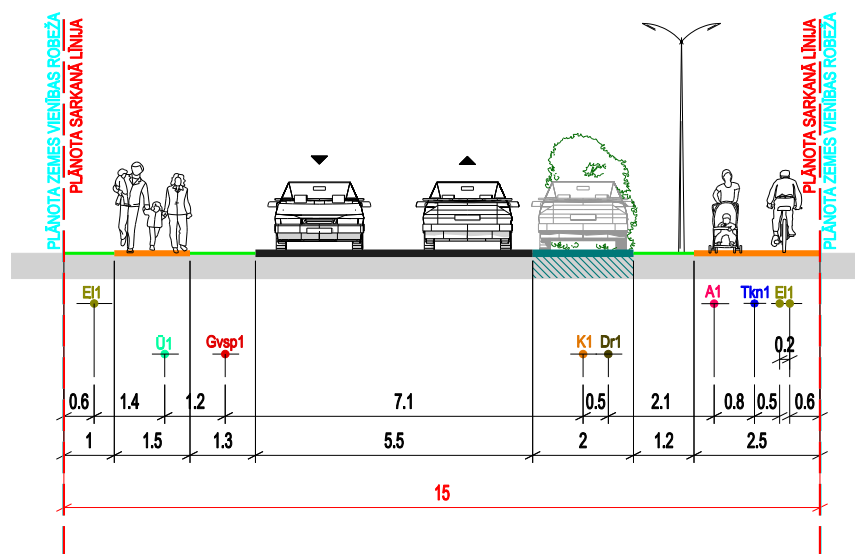 PLĀNOTA ZEMES VIENĪBAS ROBEŽA
PLĀNOTA SARKANĀ LĪNIJA
PLĀNOTA SARKANĀ LĪNIJA
PLĀNOTA ZEMES VIENĪBAS ROBEŽA
El1 A1 Tkn1 El1
Ū1 Gvsp1 K1 Dr1 0.2
0.6 1.4 1.2 7.1 0.5 2.1 0.8 0.5 0.6
1 1.5 1.3 5.5 2 1.2 2.5
15